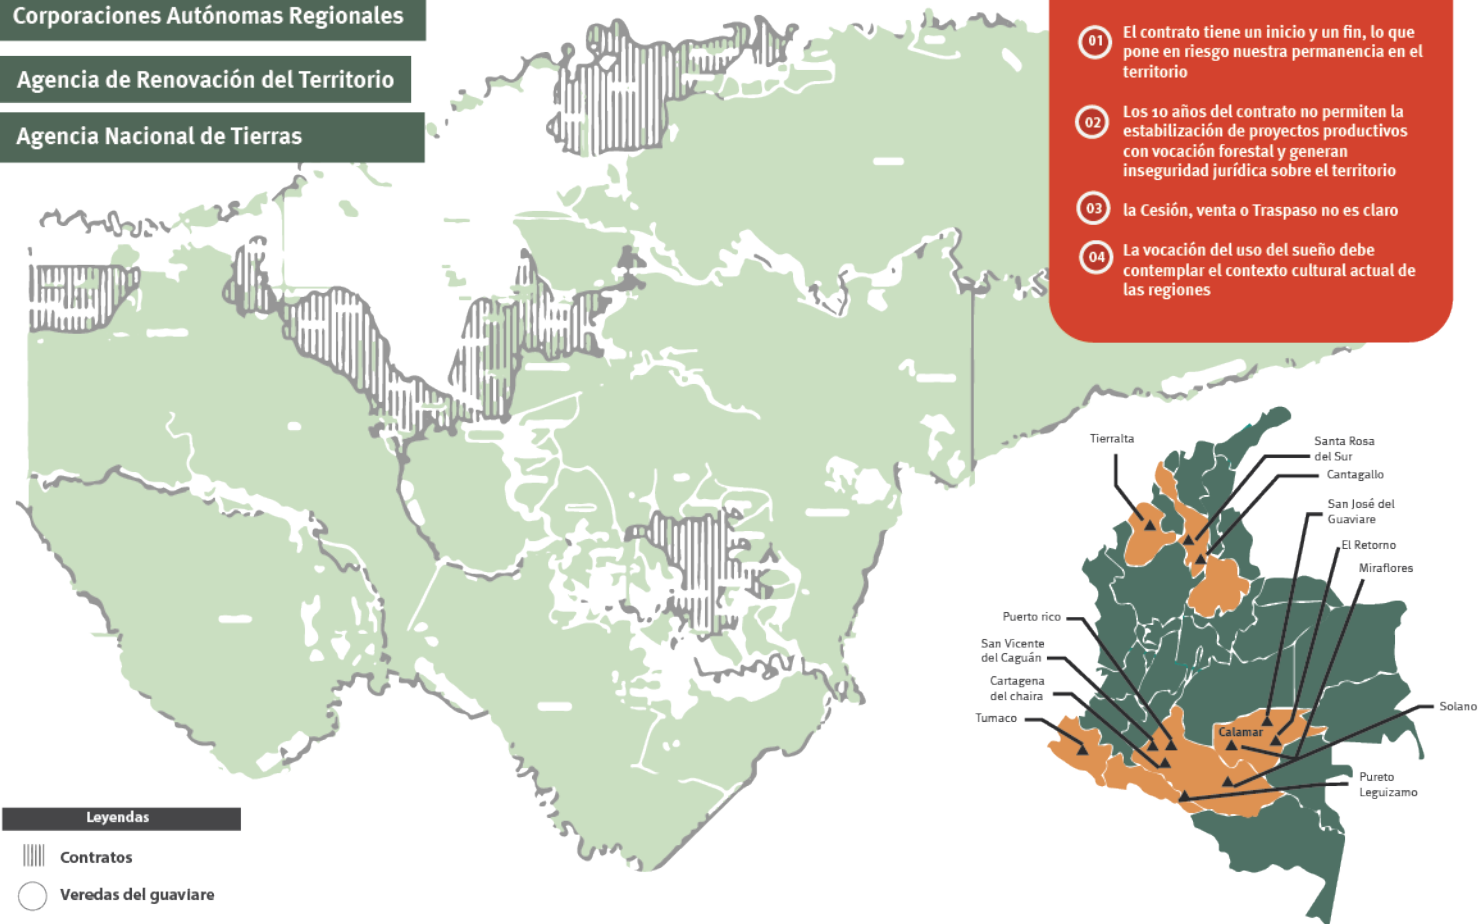 Corporaciones Autónomas Regionales
Agencia de Renovación del Territorio
Agencia Nacional de Tierras
01
El contrato tiene un inicio y un fin, lo que
pone en riesgo nuestra permanencia en el
territorio
02
Los 10 años del contrato no permiten la
estabilización de proyectos productivos
con vocación forestal y generan
inseguridad jurídica sobre el territorio
03
la Cesión, venta o Traspaso no es claro
04
La vocación del uso del sueño debe
contemplar el contexto cultural actual de
las regiones
Tierralta
Santa Rosa
del Sur
Cantagallo
San José del
Guaviare
El Retorno
Miraflores
Puerto rico
San Vicente
del Caguán
Cartagena
del chaira
Tumaco
Calamar
Solano
Pureto
Leguizamo
Leyendas
Contratos
Veredas del guaviare